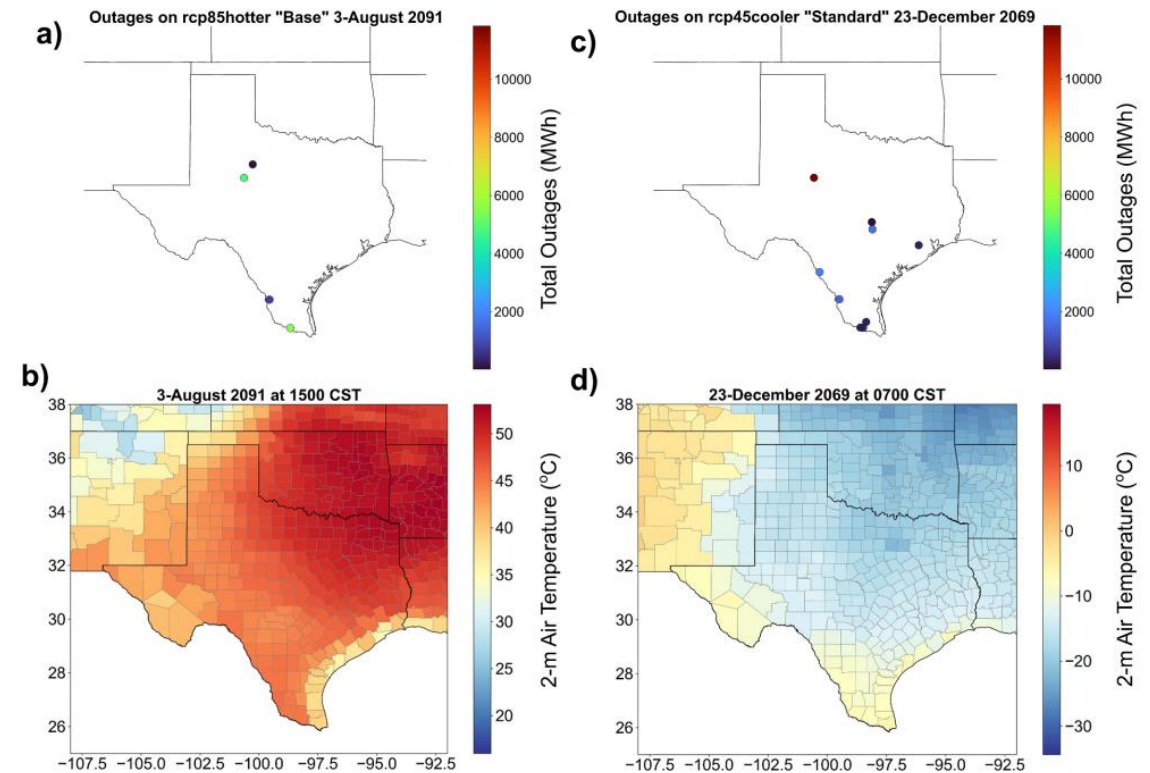 a)
Outages on rcp85hotter "Base" 3-August 2091
10000
8000
6000
4000
2000
Total Outages (MWh)
c)
Outages on rcp45cooler "Standard" 23-December 2069
10000
8000
6000
4000
2000
Total Outages (MWh)
b)
3-August 2091 at 1500 CST
38
36
34
32
30
28
26
−107.5 −105.0 −102.5 −100.0 −97.5 −95.0 −92.5
50
45
40
35
30
25
20
2-m Air Temperature (°C)
d)
23-December 2069 at 0700 CST
38
36
34
32
30
28
26
−107.5 −105.0 −102.5 −100.0 −97.5 −95.0 −92.5
10
0
−10
−20
−30
2-m Air Temperature (°C)